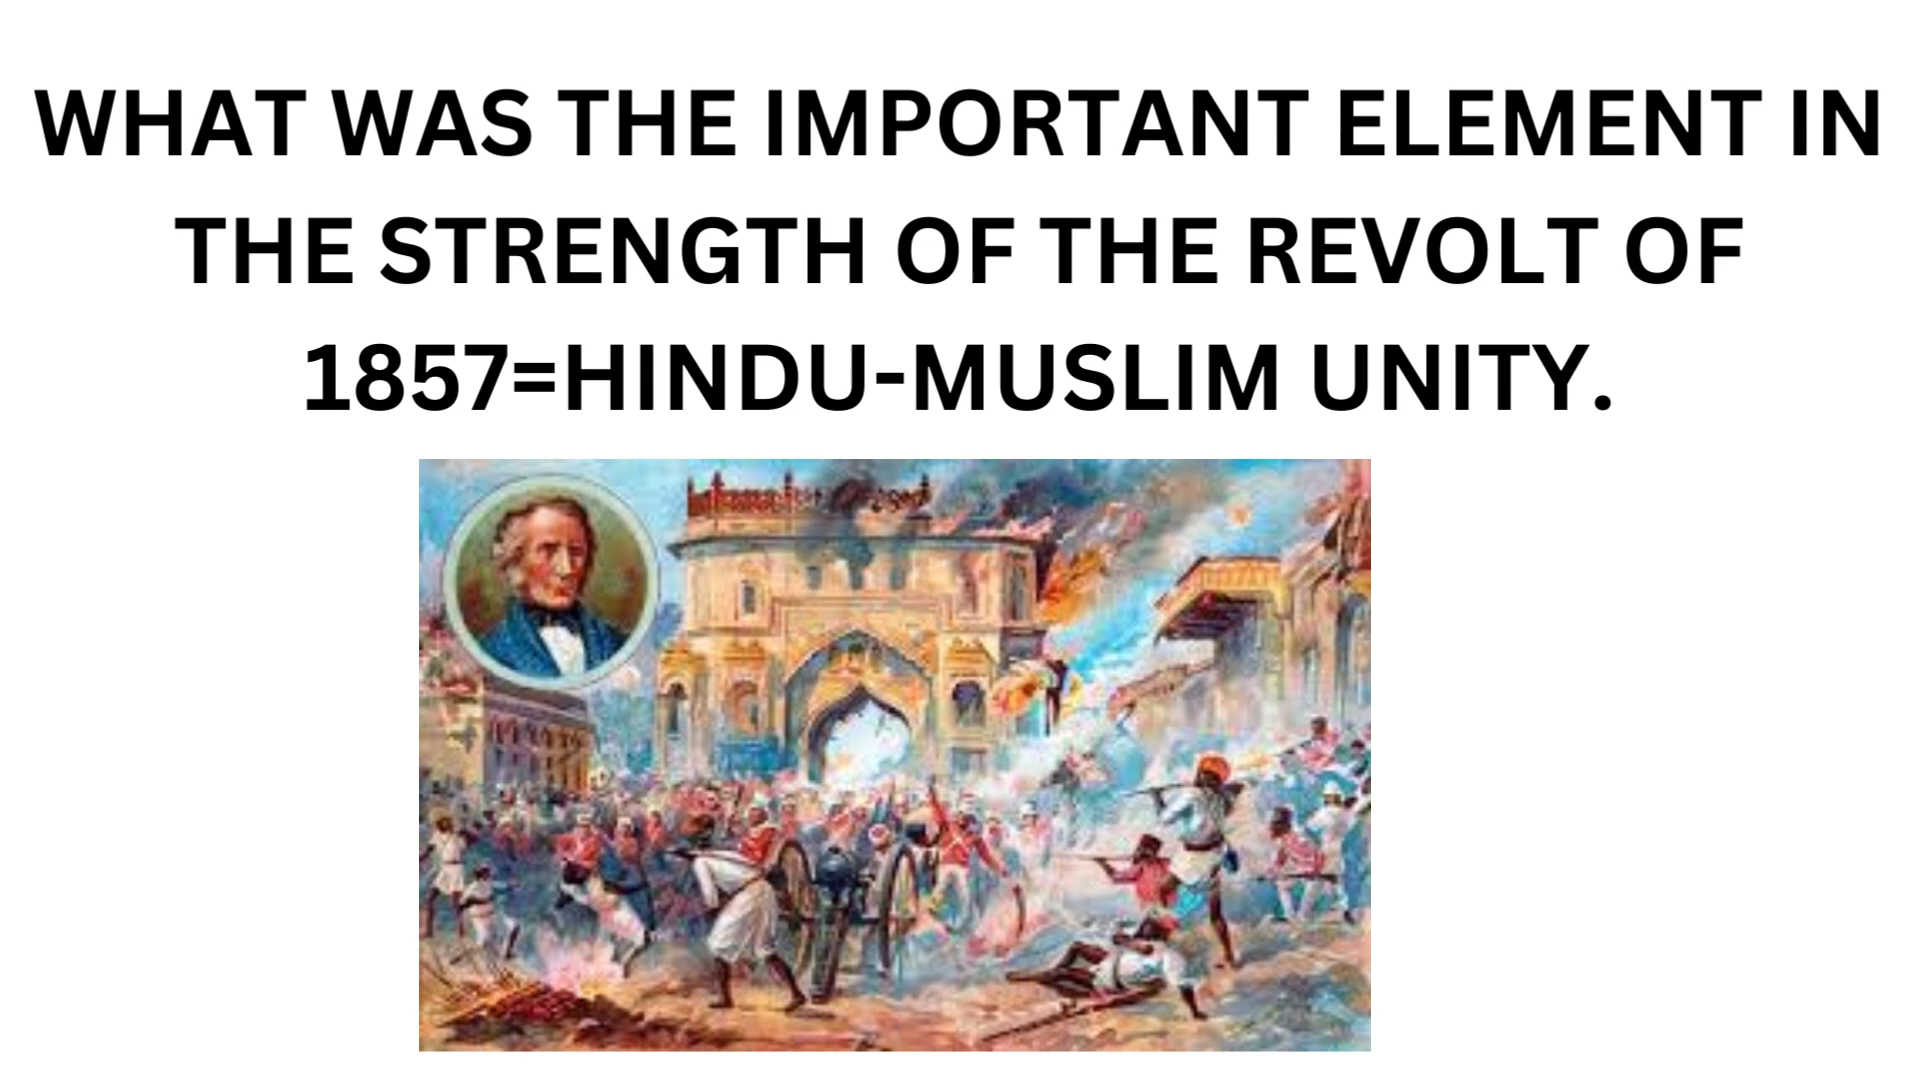 WHAT WAS THE IMPORTANT ELEMENT IN
THE STRENGTH OF THE REVOLT OF
1857=HINDU-MUSLIM UNITY.